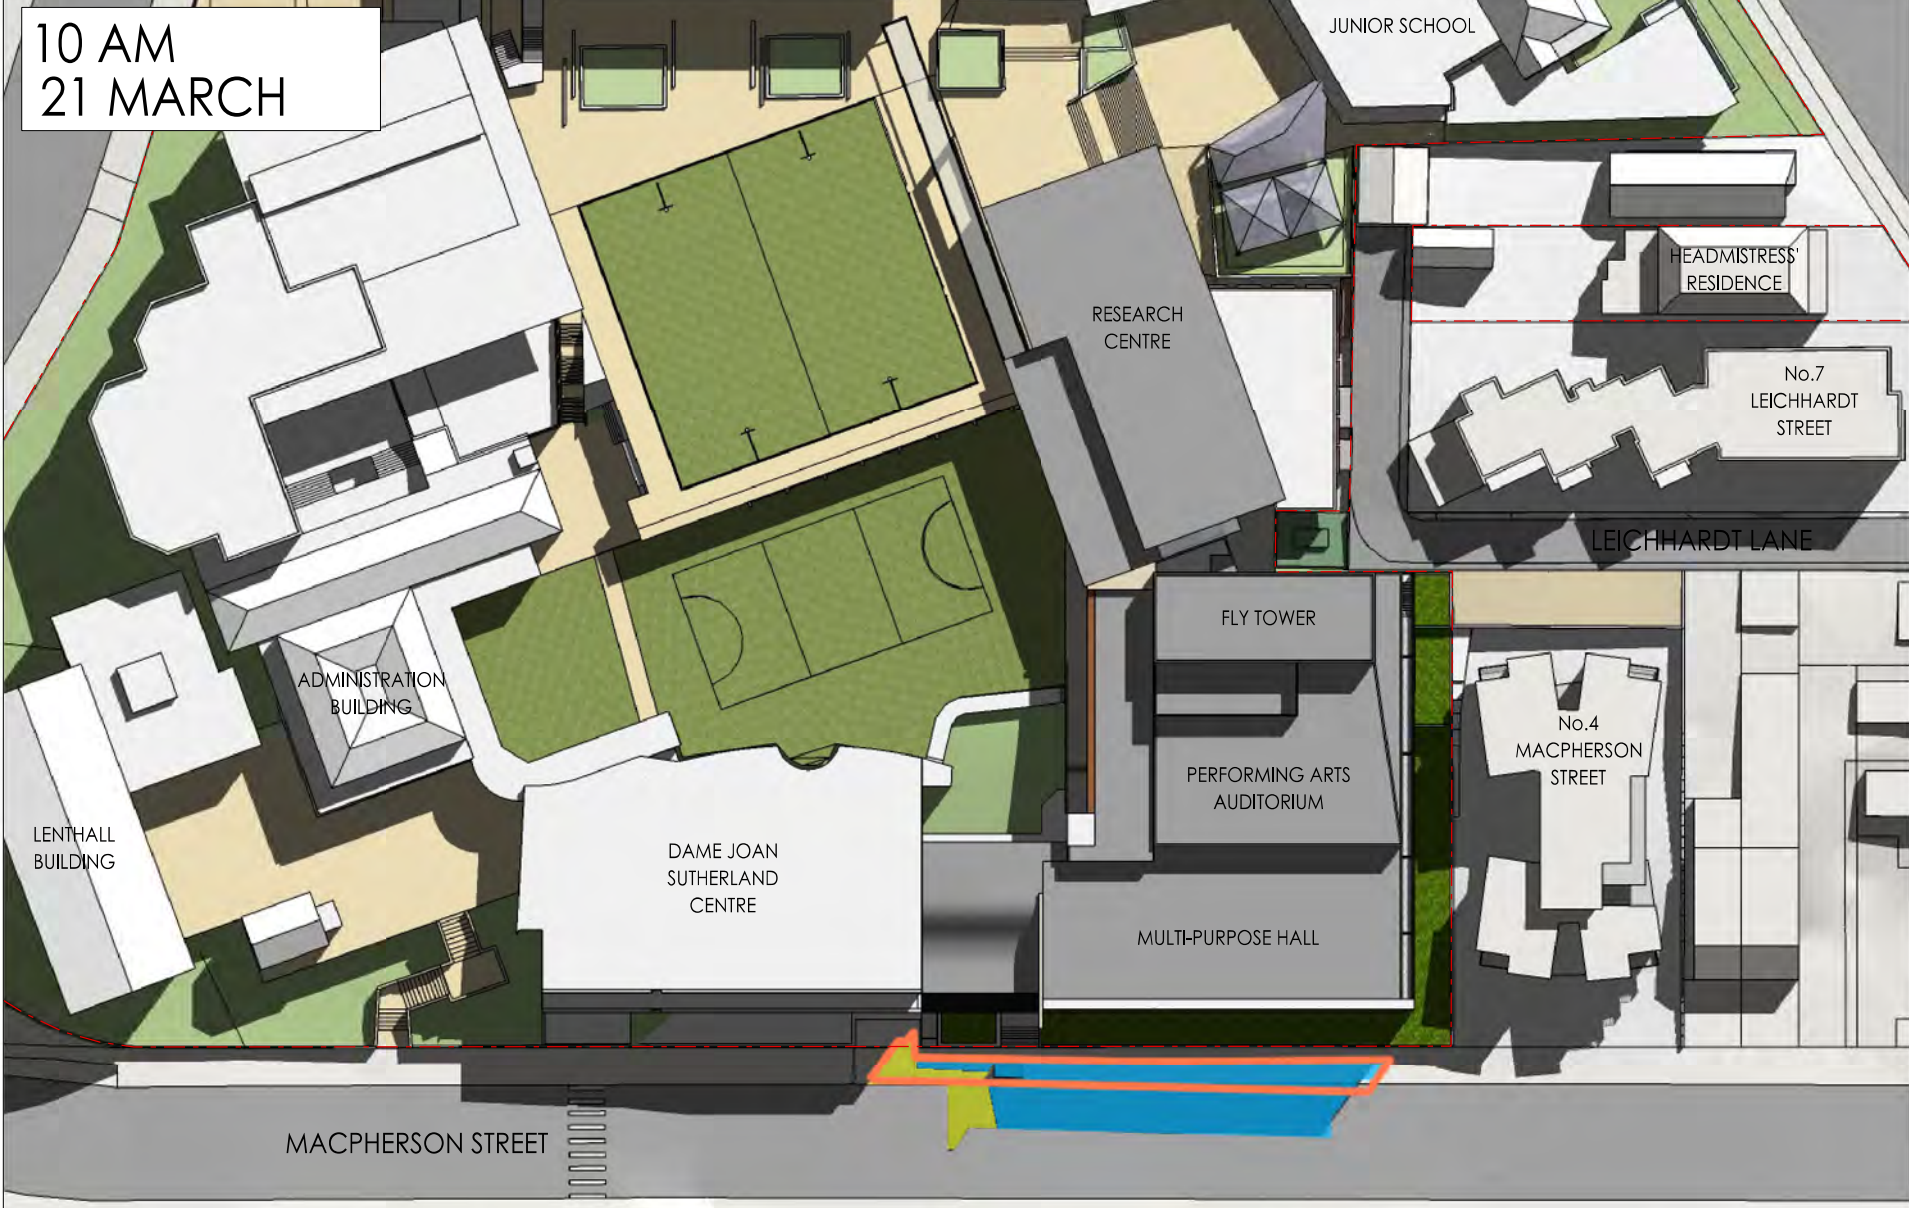 10 AM
21 MARCH
JUNIOR SCHOOL
HEADMISTRESS'
RESIDENCE
RESEARCH
CENTRE
No.7
LEICHHARDT
STREET
LEICHHARDT LANE
FLY TOWER
ADMINISTRATION
BUILDING
No.4
MACPHERSON
STREET
PERFORMING ARTS
AUDITORIUM
LENTHALL
BUILDING
DAME JOAN
SUTHERLAND
CENTRE
MULTI-PURPOSE HALL
MACPHERSON STREET